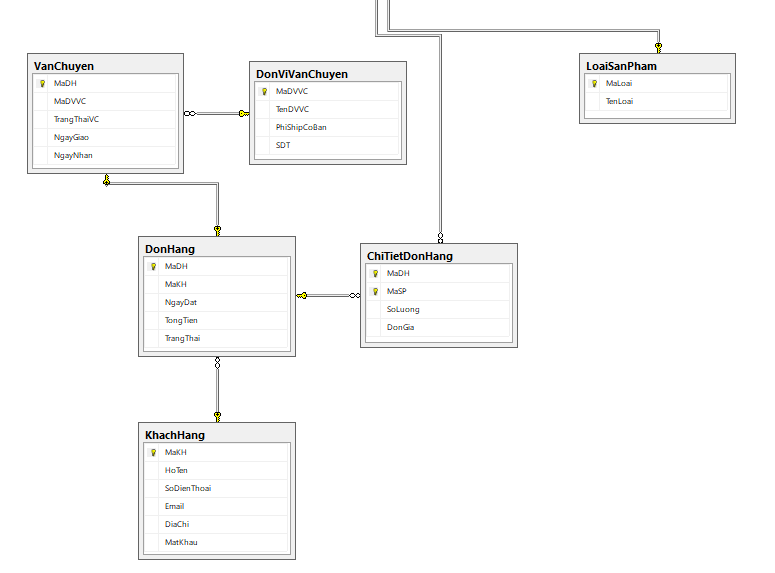 VanChuyen
MaDH
MaDVVC
TrangThaiVC
NgayGiao
NgayNhan
DonViVanChuyen
MaDVVC
TenDVVC
PhiShipCoBan
SDT
LoaiSanPham
MaLoai
TenLoai
DonHang
MaDH
MaKH
NgayDat
TongTien
TrangThai
ChiTietDonHang
MaDH
MaSP
SoLuong
DonGia
KhachHang
MaKH
HoTen
SoDienThoai
Email
DiaChi
MatKhau